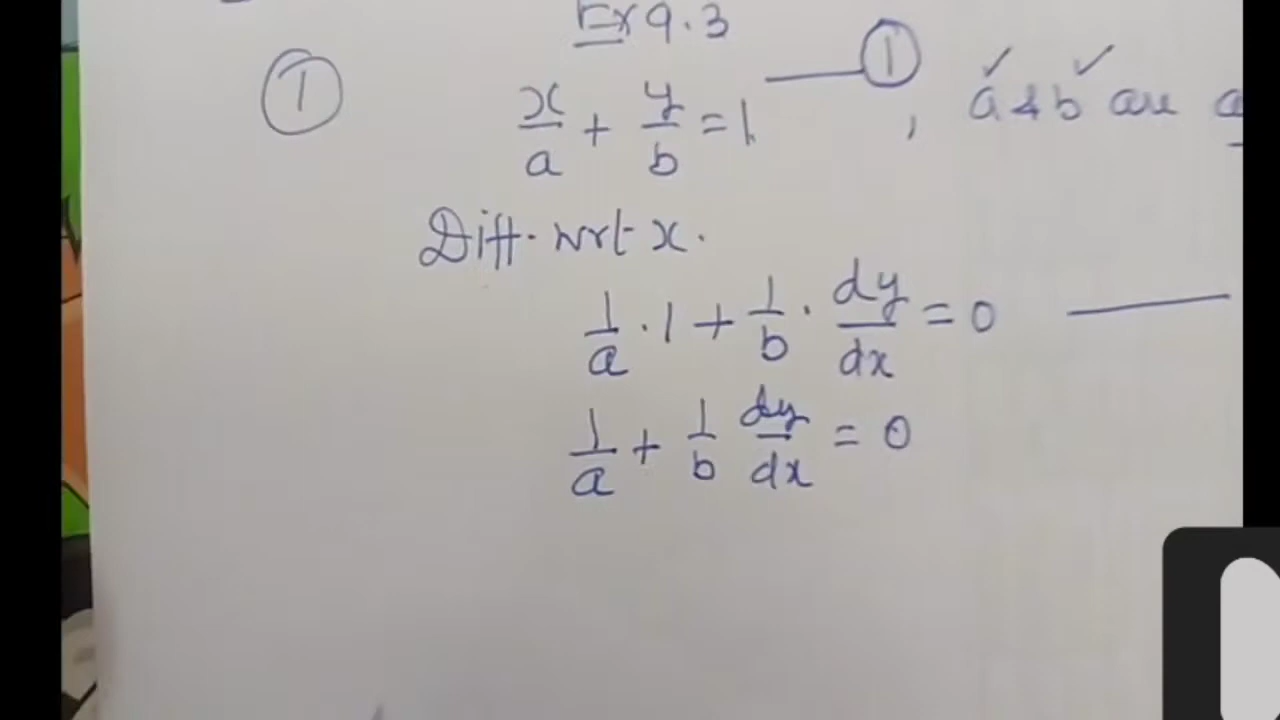 Ex 9.3
① x/a + y/b = 1 —— ① , a & b are
Diff. wrt x.
1/a . 1 + 1/b . dy/dx = 0 ——
1/a + 1/b dy/dx = 0